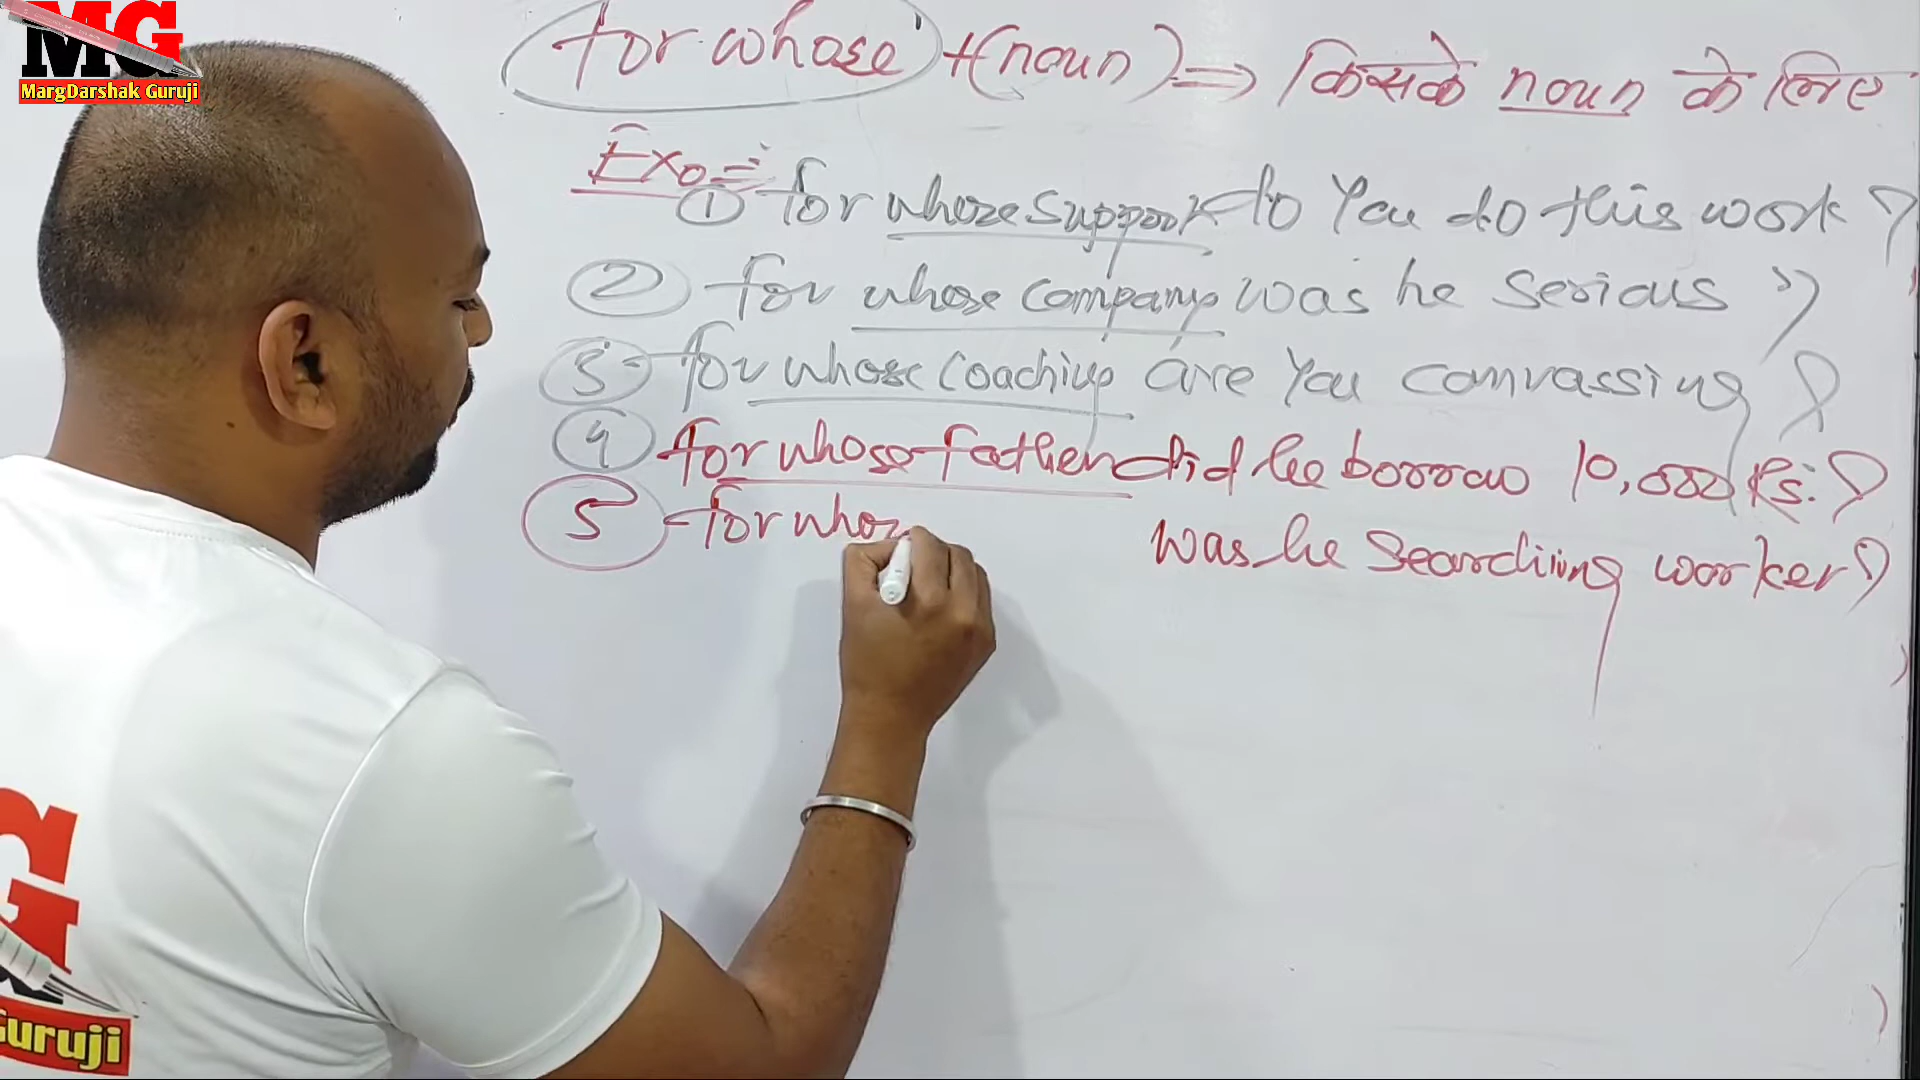 MG
MargDarshak Guruji
for whose + (noun) ⇒ किसके noun के लिए
Ex० =:
① for whose support do You do this work ?
② for whose company was he serious ?
③ for whose coaching are You convassing ?
④ for whose father did he borrow 10,000 Rs. ?
⑤ for whos was he searching worker ?
G
Guruji